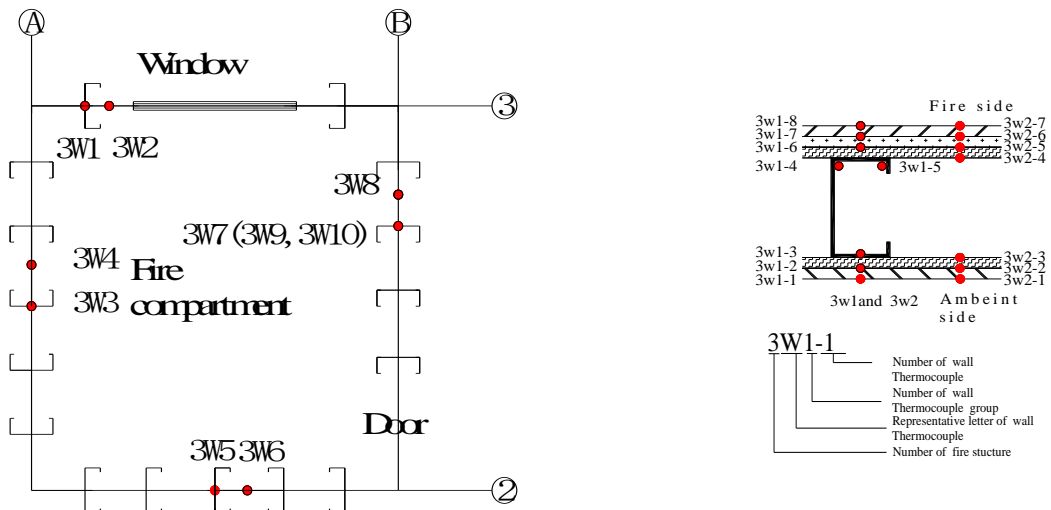 A
B
Window
3
3W1 3W2
3W8
3W7(3W9, 3W10)
3W4 Fire
3W3 compartment
Door
3W5 3W6
2
Fire side
3w1-8
3w2-7
3w1-7
3w2-6
3w1-6
3w2-5
3w2-4
3w1-4
3w1-5
3w1-3
3w2-3
3w1-2
3w2-2
3w1-1
3w2-1
3w1and 3w2
Ambeint
side
3W1-1
Number of wall
Thermocouple
Number of wall
Thermocouple group
Representative letter of wall
Thermocouple
Number of fire stucture